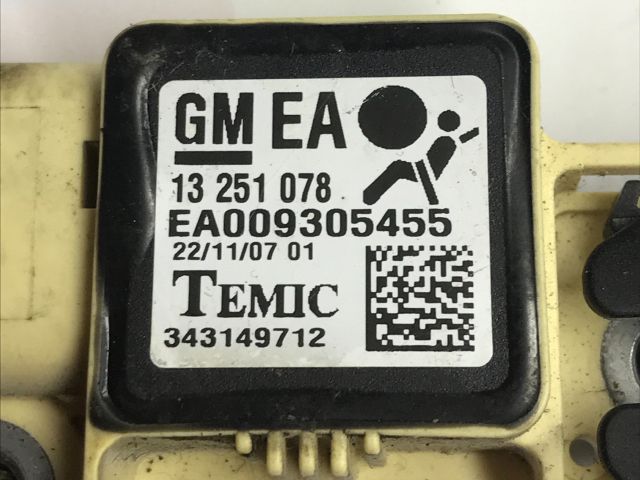 GM EA
13 251 078
EA009305455
22/11/07 01
TEMIC
343149712